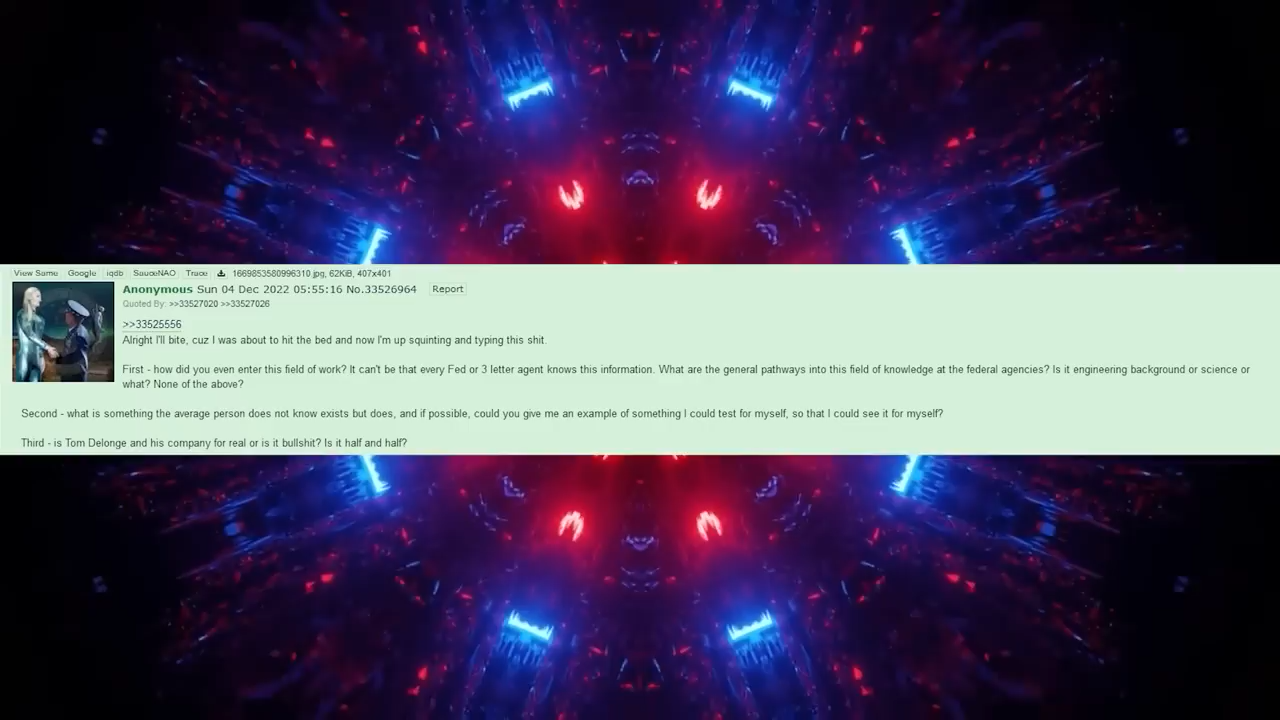 View Same Google iqdb SauceNAO Trace 1669853580996310.jpg, 62KiB, 407x401
Anonymous Sun 04 Dec 2022 05:55:16 No.33526964 Report
Quoted By: >>33527020 >>33527026
>>33525556
Alright I'll bite, cuz I was about to hit the bed and now I'm up squinting and typing this shit.
First - how did you even enter this field of work? It can't be that every Fed or 3 letter agent knows this information. What are the general pathways into this field of knowledge at the federal agencies? Is it engineering background or science or
what? None of the above?
Second - what is something the average person does not know exists but does, and if possible, could you give me an example of something I could test for myself, so that I could see it for myself?
Third - is Tom Delonge and his company for real or is it bullshit? Is it half and half?